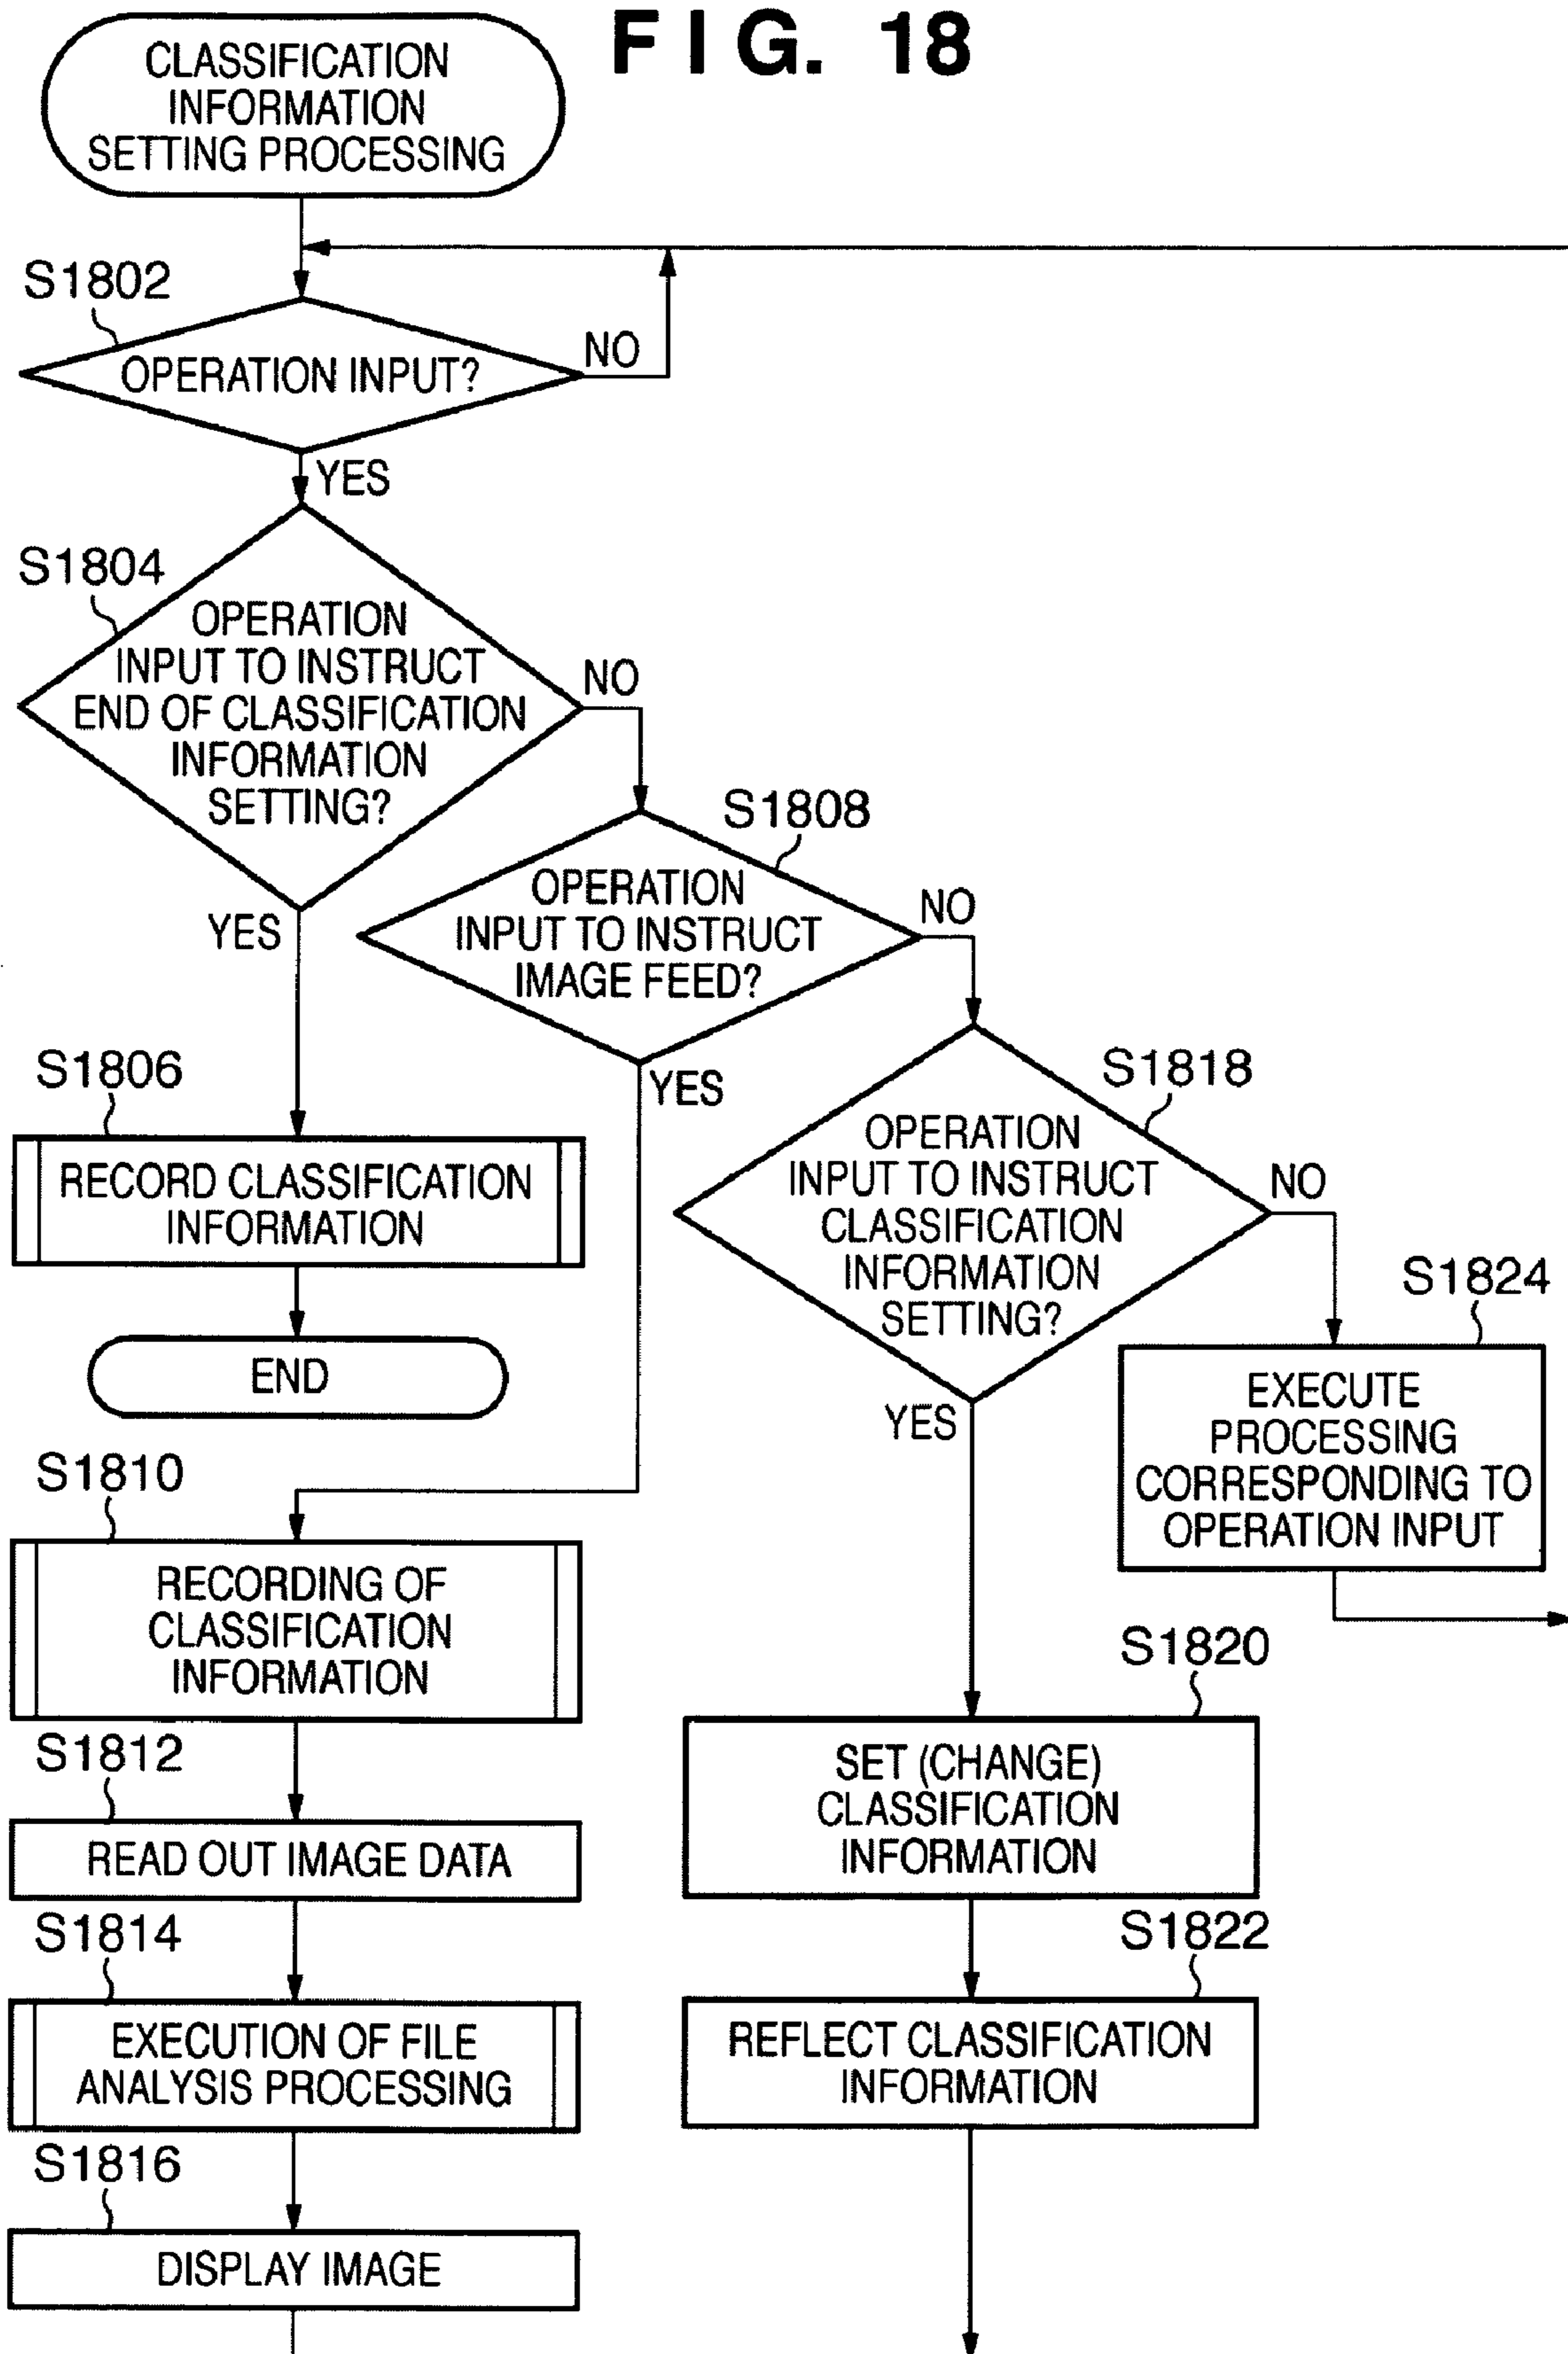 FIG. 18
CLASSIFICATION
INFORMATION
SETTING PROCESSING
S1802
OPERATION INPUT?
NO
YES
S1804
OPERATION
INPUT TO INSTRUCT
END OF CLASSIFICATION
INFORMATION
SETTING?
NO
YES
S1808
OPERATION
INPUT TO INSTRUCT
IMAGE FEED?
NO
YES
S1806
RECORD CLASSIFICATION
INFORMATION
END
S1818
OPERATION
INPUT TO INSTRUCT
CLASSIFICATION
INFORMATION
SETTING?
NO
YES
S1824
EXECUTE
PROCESSING
CORRESPONDING TO
OPERATION INPUT
S1810
RECORDING OF
CLASSIFICATION
INFORMATION
S1812
READ OUT IMAGE DATA
S1814
EXECUTION OF FILE
ANALYSIS PROCESSING
S1816
DISPLAY IMAGE
S1820
SET (CHANGE)
CLASSIFICATION
INFORMATION
S1822
REFLECT CLASSIFICATION
INFORMATION